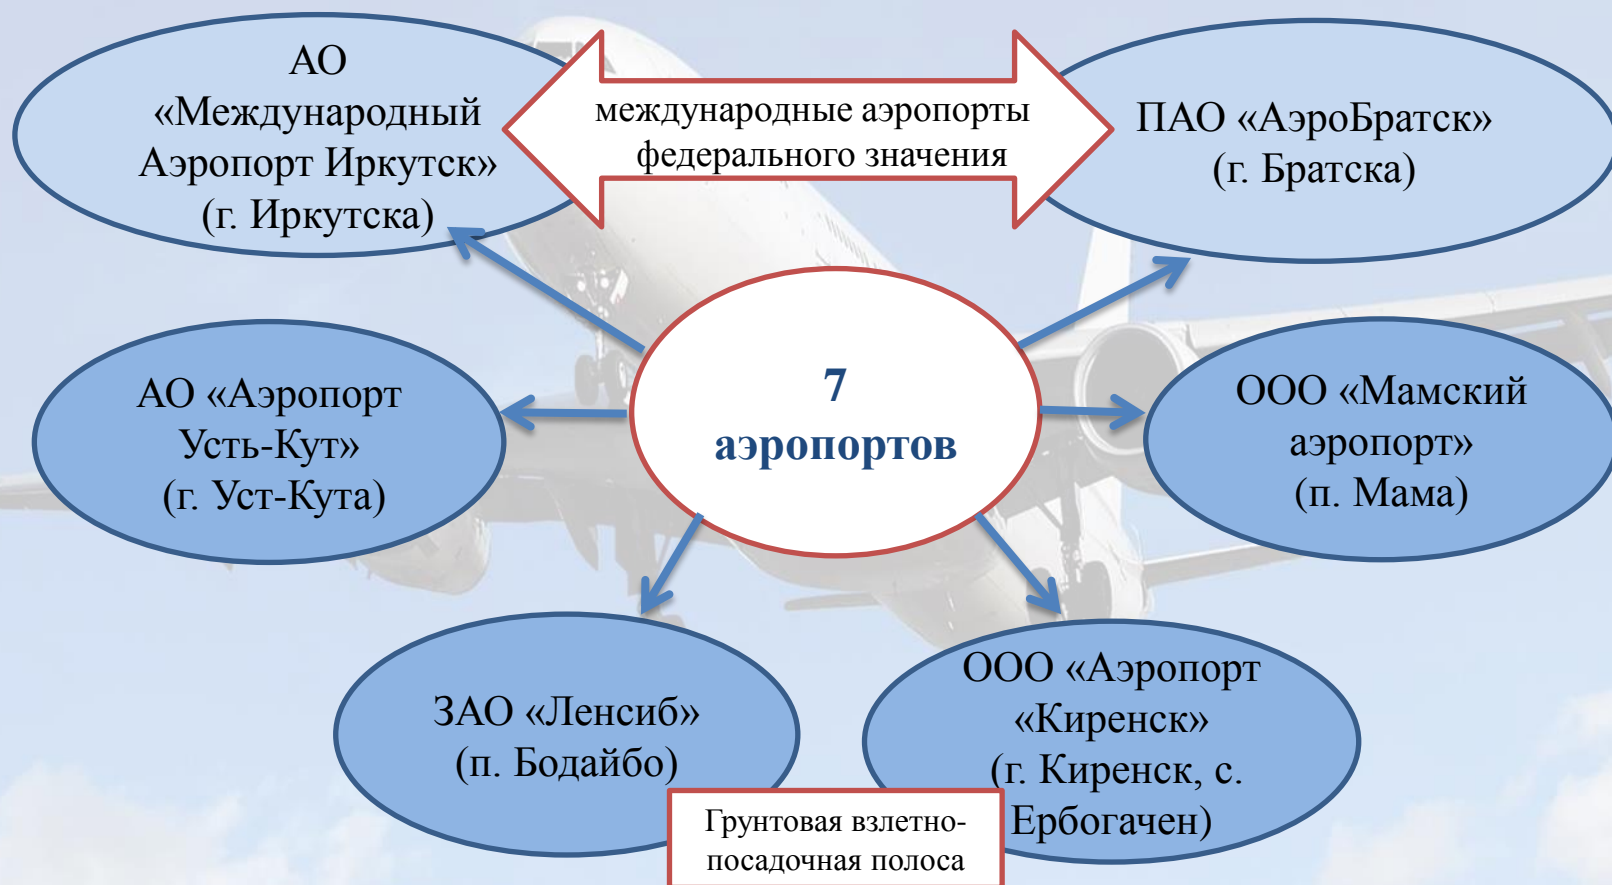 АО
«Международный
Аэропорт Иркутск»
(г. Иркутска)
международные аэропорты
федерального значения
ПАО «АэроБратск»
(г. Братска)
АО «Аэропорт
Усть-Кут»
(г. Уст-Кута)
7
аэропортов
ООО «Мамский
аэропорт»
(п. Мама)
ЗАО «Ленсиб»
(п. Бодайбо)
ООО «Аэропорт
«Киренск»
(г. Киренск, с.
Ербогачен)
Грунтовая взлетно-
посадочная полоса